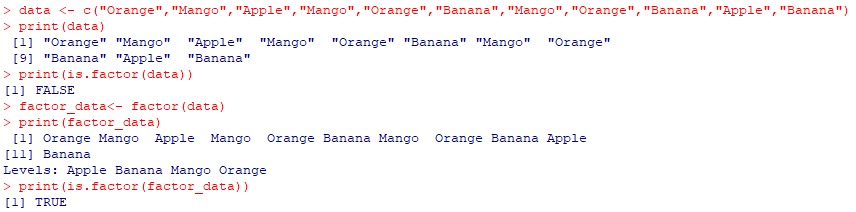 > data <- c("Orange","Mango","Apple","Mango","Orange","Banana","Mango","Orange","Banana","Apple","Banana")
> print(data)
 [1] "Orange" "Mango"  "Apple"  "Mango"  "Orange" "Banana" "Mango"  "Orange"
 [9] "Banana" "Apple"  "Banana"
> print(is.factor(data))
[1] FALSE
> factor_data<- factor(data)
> print(factor_data)
 [1] Orange Mango  Apple  Mango  Orange Banana Mango  Orange Banana Apple
[11] Banana
Levels: Apple Banana Mango Orange
> print(is.factor(factor_data))
[1] TRUE